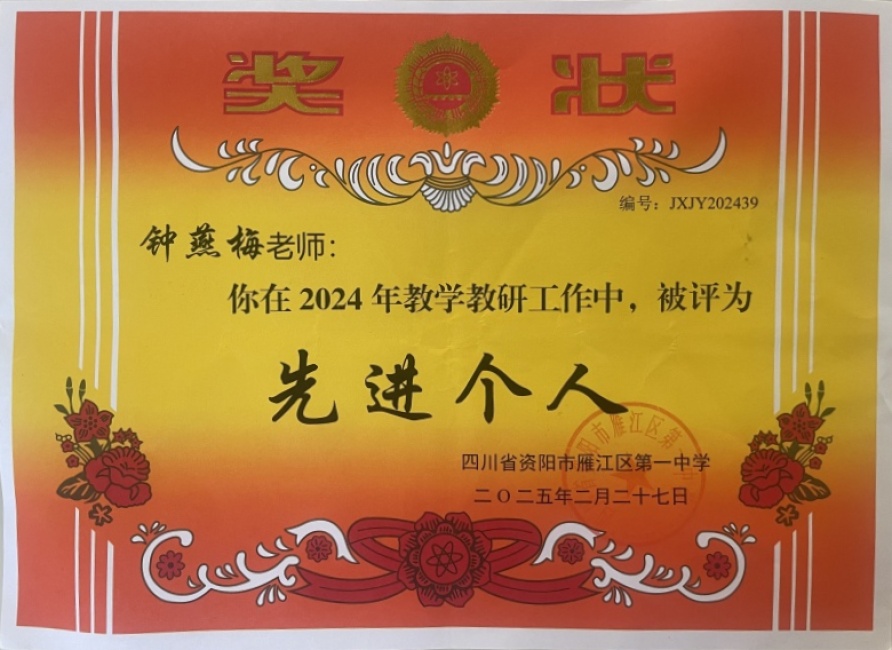 奖状
编号：JXJY202439
钟燕梅老师：
你在2024年教学教研工作中，被评为
先进个人
四川省资阳市雁江区第一中学
二O二五年二月二十七日